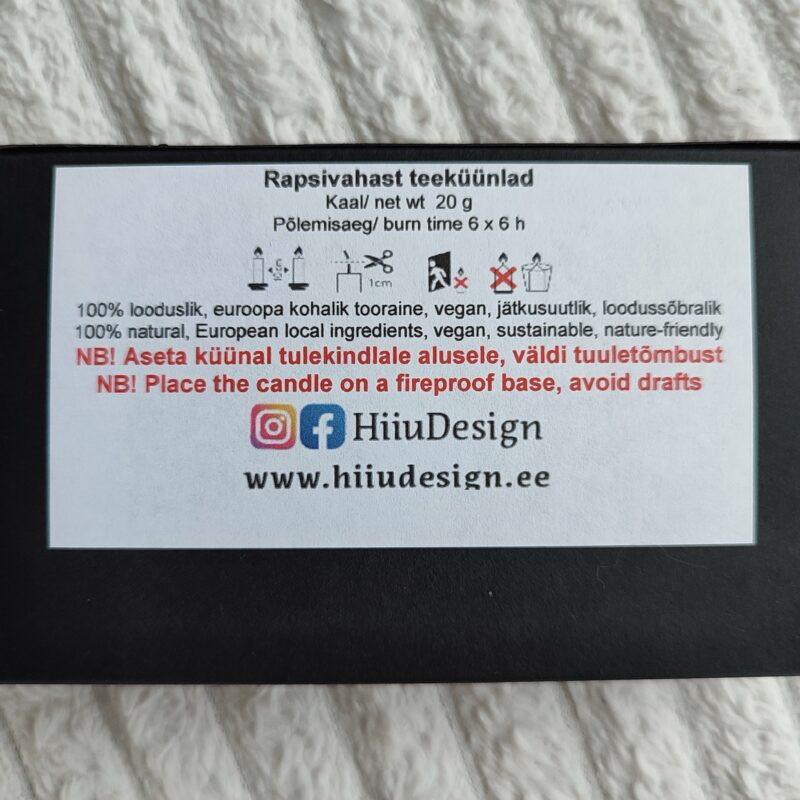 Rapsivahast teeküünlad
Kaal/ net wt 20 g
Põlemisaeg/ burn time 6 x 6 h
1cm
100% looduslik, euroopa kohalik tooraine, vegan, jätkusuutlik, loodussõbralik
100% natural, European local ingredients, vegan, sustainable, nature-friendly
NB! Aseta küünal tulekindlale alusele, väldi tuuletõmbust
NB! Place the candle on a fireproof base, avoid drafts
HiiuDesign
www.hiiudesign.ee